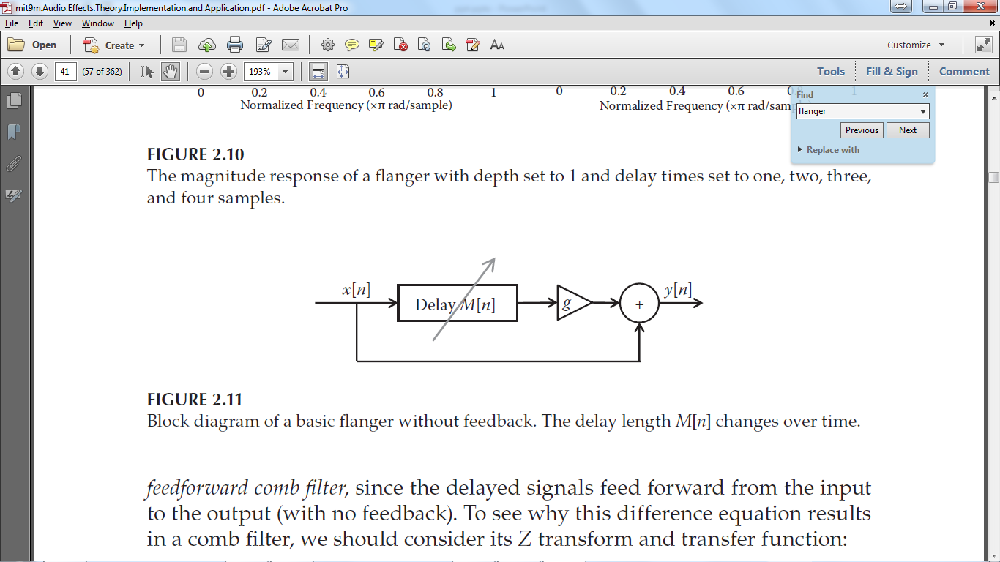 mit9m.Audio.Effects.Theory.Implementation.and.Application.pdf - Adobe Acrobat Pro
File Edit View Window Help
Open Create Customize
41 (57 of 362) 193% Tools Fill & Sign Comment
0 0.2 0.4 0.6 0.8 1 0 0.2 0.4 0.6 0.8 1
Normalized Frequency (×π rad/sample) Normalized Frequency (×π rad/sam
Find
flanger
Previous Next
Replace with
FIGURE 2.10
The magnitude response of a flanger with depth set to 1 and delay times set to one, two, three,
and four samples.
x[n] Delay M[n] g + y[n]
FIGURE 2.11
Block diagram of a basic flanger without feedback. The delay length M[n] changes over time.
feedforward comb filter, since the delayed signals feed forward from the input
to the output (with no feedback). To see why this difference equation results
in a comb filter, we should consider its Z transform and transfer function: